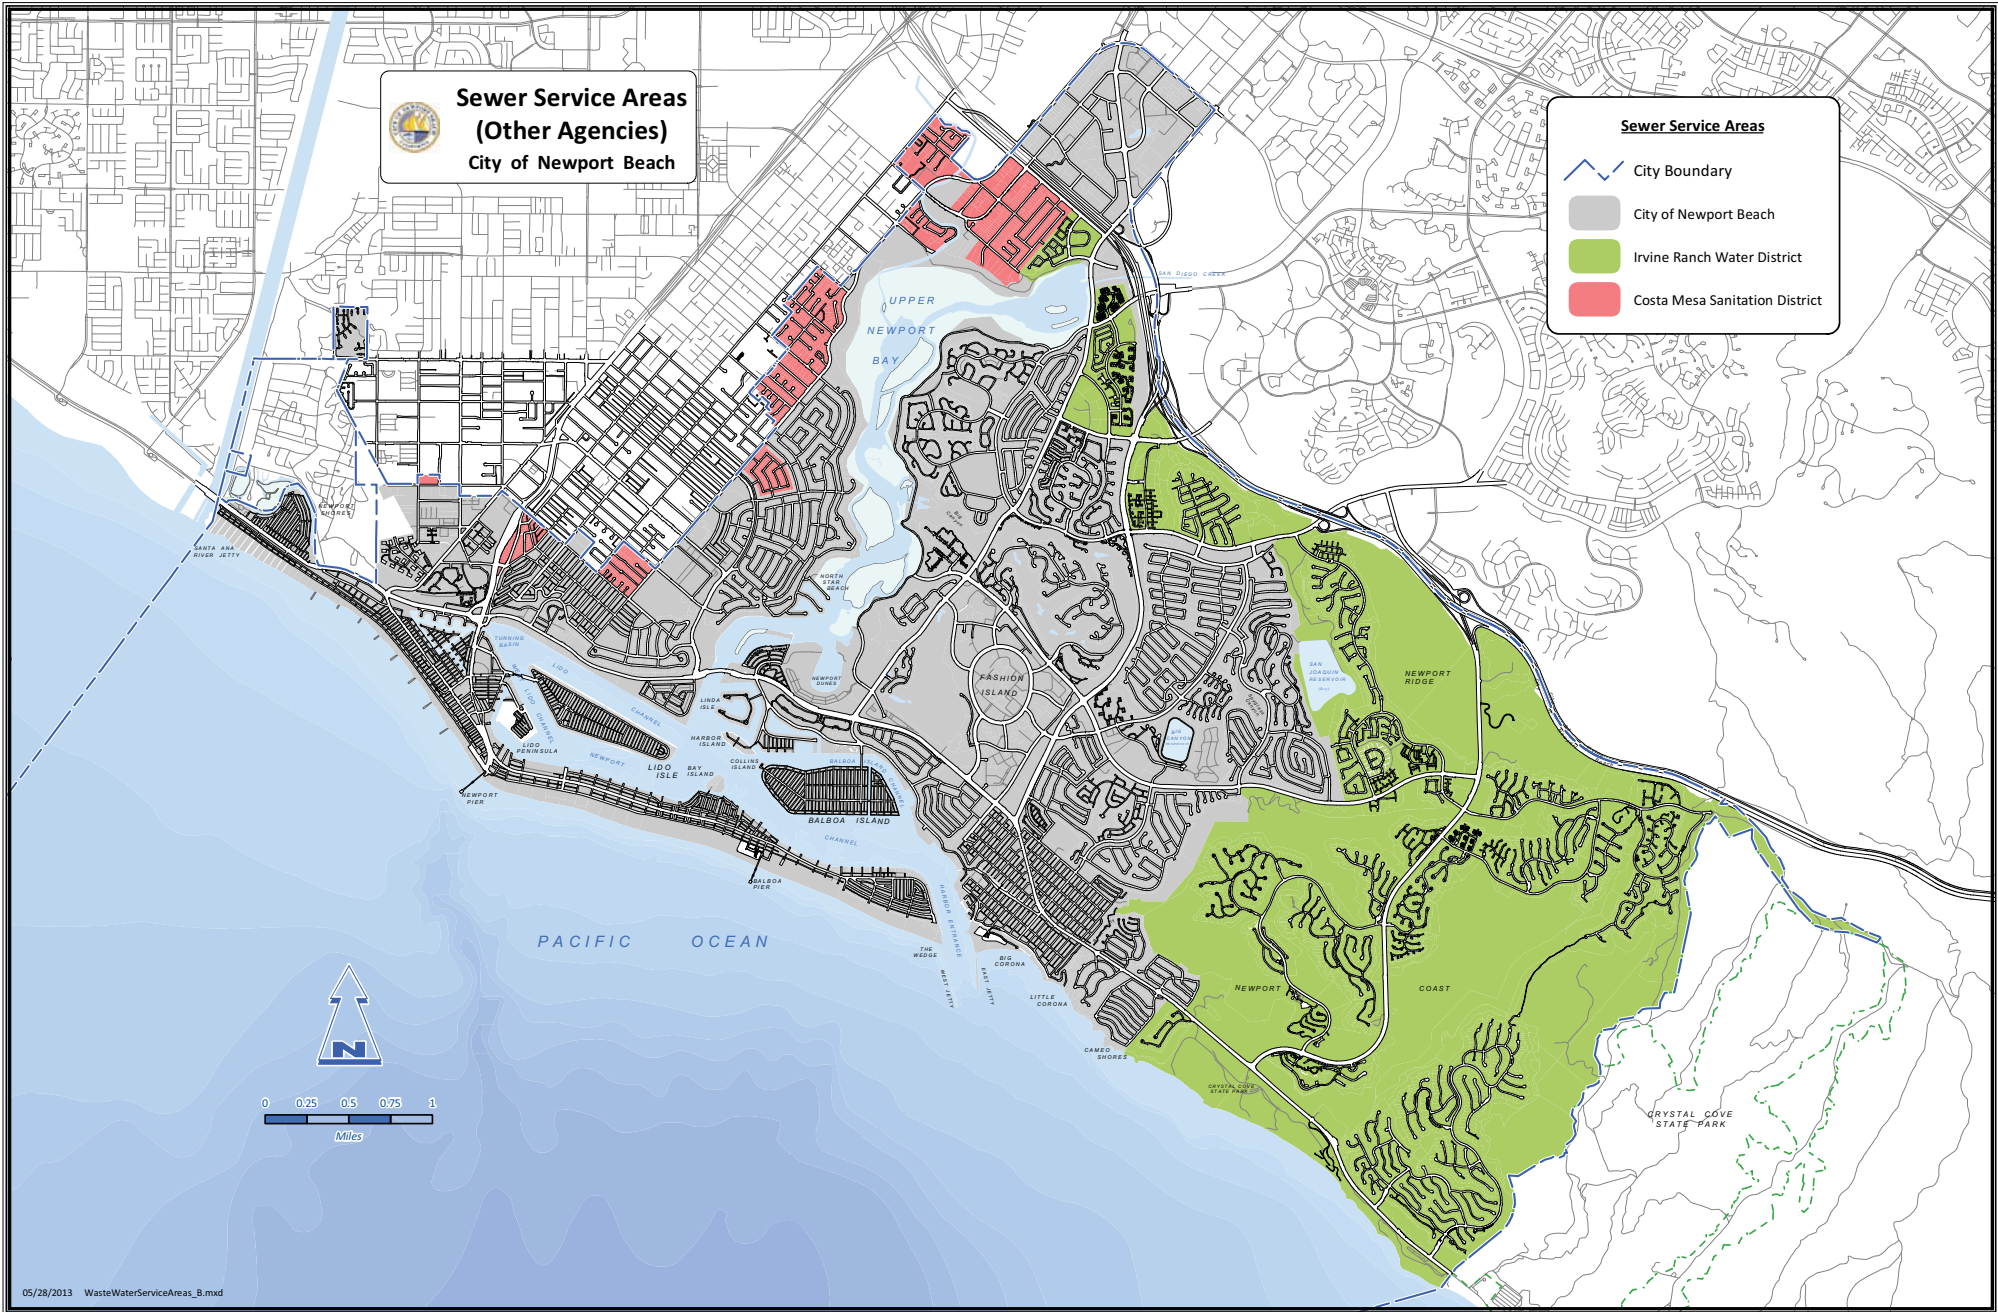 Sewer Service Areas
(Other Agencies)
City of Newport Beach
Sewer Service Areas
City Boundary
City of Newport Beach
Irvine Ranch Water District
Costa Mesa Sanitation District
SAN DIEGO CREEK
UPPER
NEWPORT
BAY
NEWPORT
SHORES
SANTA ANA
RIVER JETTY
NORTH
STAR
BEACH
TURNING
BASIN
LIDO
CHANNEL
LIDO CHANNEL
NEWPORT
DUNES
FASHION
ISLAND
SAN
JOAQUIN
RESERVOIR
NEWPORT
RIDGE
LINDA
ISLE
HARBOR
ISLAND
LIDO
PENINSULA
NEWPORT
LIDO
ISLE
BAY
ISLAND
COLLINS
ISLAND
BALBOA ISLAND CHANNEL
BIG
CANYON
RESERVOIR
NEWPORT
PIER
BALBOA ISLAND
CHANNEL
BALBOA
PIER
HARBOR ENTRANCE
PACIFIC OCEAN
THE
WEDGE
WEST JETTY
EAST JETTY
BIG
CORONA
LITTLE
CORONA
NEWPORT
COAST
CAMEO
SHORES
CRYSTAL COVE
STATE PARK
CRYSTAL COVE
STATE PARK
N
0 0.25 0.5 0.75 1
Miles
05/28/2013 WasteWaterServiceAreas_B.mxd